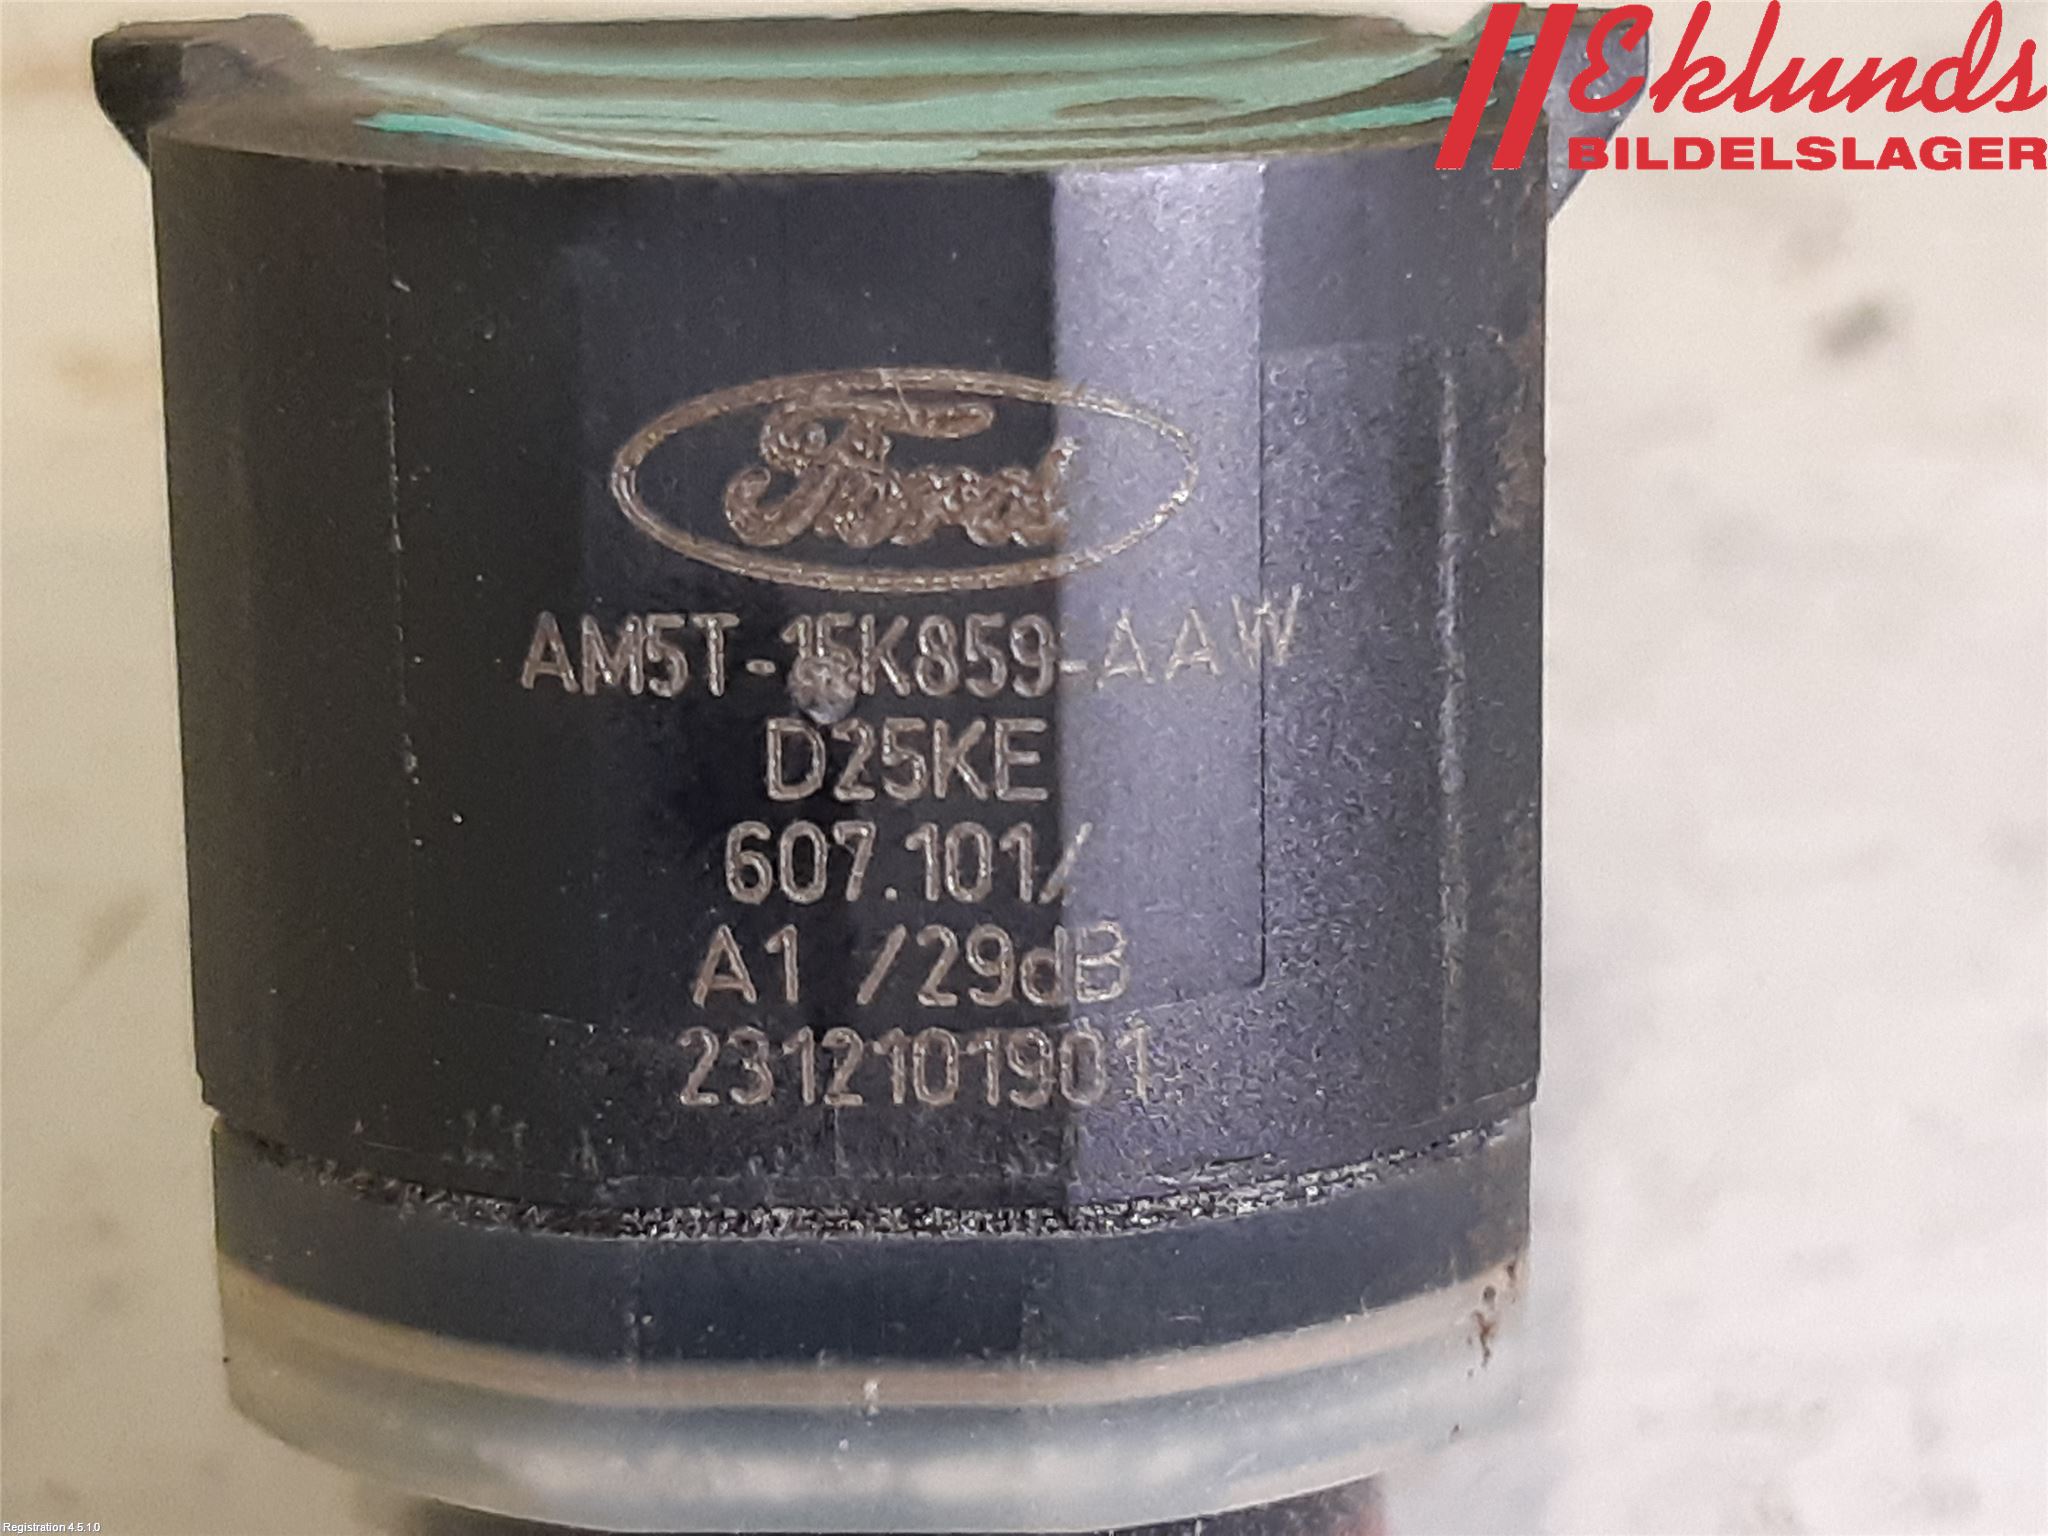 Eklunds
BILDELSLAGER
Ford
AM5T-15K859-AAW
D25KE
607.101/
A1 /29dB
2312101901
Registration 4.5.1.0